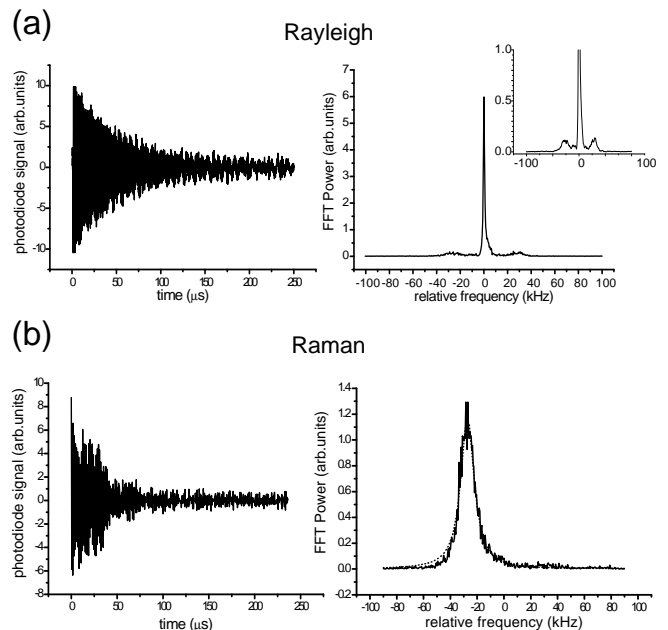 (a)
Rayleigh
photodiode signal (arb.units)
10
5
0
-5
-10
0 50 100 150 200 250
time (μs)
FFT Power (arb.units)
7
6
5
4
3
2
1
0
-100 -80 -60 -40 -20 0 20 40 60 80 100
relative frequency (kHz)
1.0
0.5
0.0
-100 0 100
(b)
Raman
photodiode signal (arb.units)
10
8
6
4
2
0
-2
-4
-6
-8
0 50 100 150 200 250
time (μs)
FFT Power (arb.units)
1.4
1.2
1.0
0.8
0.6
0.4
0.2
0.0
-0.2
-100 -80 -60 -40 -20 0 20 40 60 80 100
relative frequency (kHz)